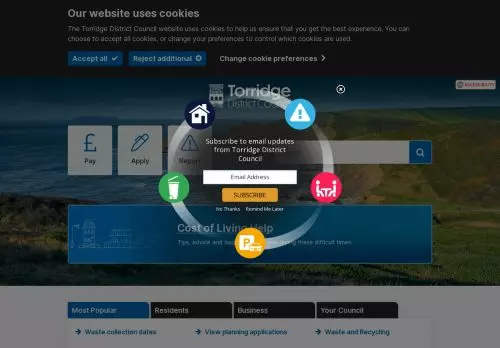 Our website uses cookies
The Torridge District Council website uses cookies to help us ensure that you get the best experience. You can
choose to accept all cookies, or change your preferences to control which cookies are used.
Accept all
Reject additional
Change cookie preferences
Torridge
District Council
Subscribe to email updates
from Torridge District
Council
Email Address
SUBSCRIBE
No Thanks Remind Me Later
£
Pay
Apply
Report
P
Cost of Living Help
Tips, advice and during these difficult times
Most Popular
Residents
Business
Your Council
Waste collection dates
View planning applications
Waste and Recycling